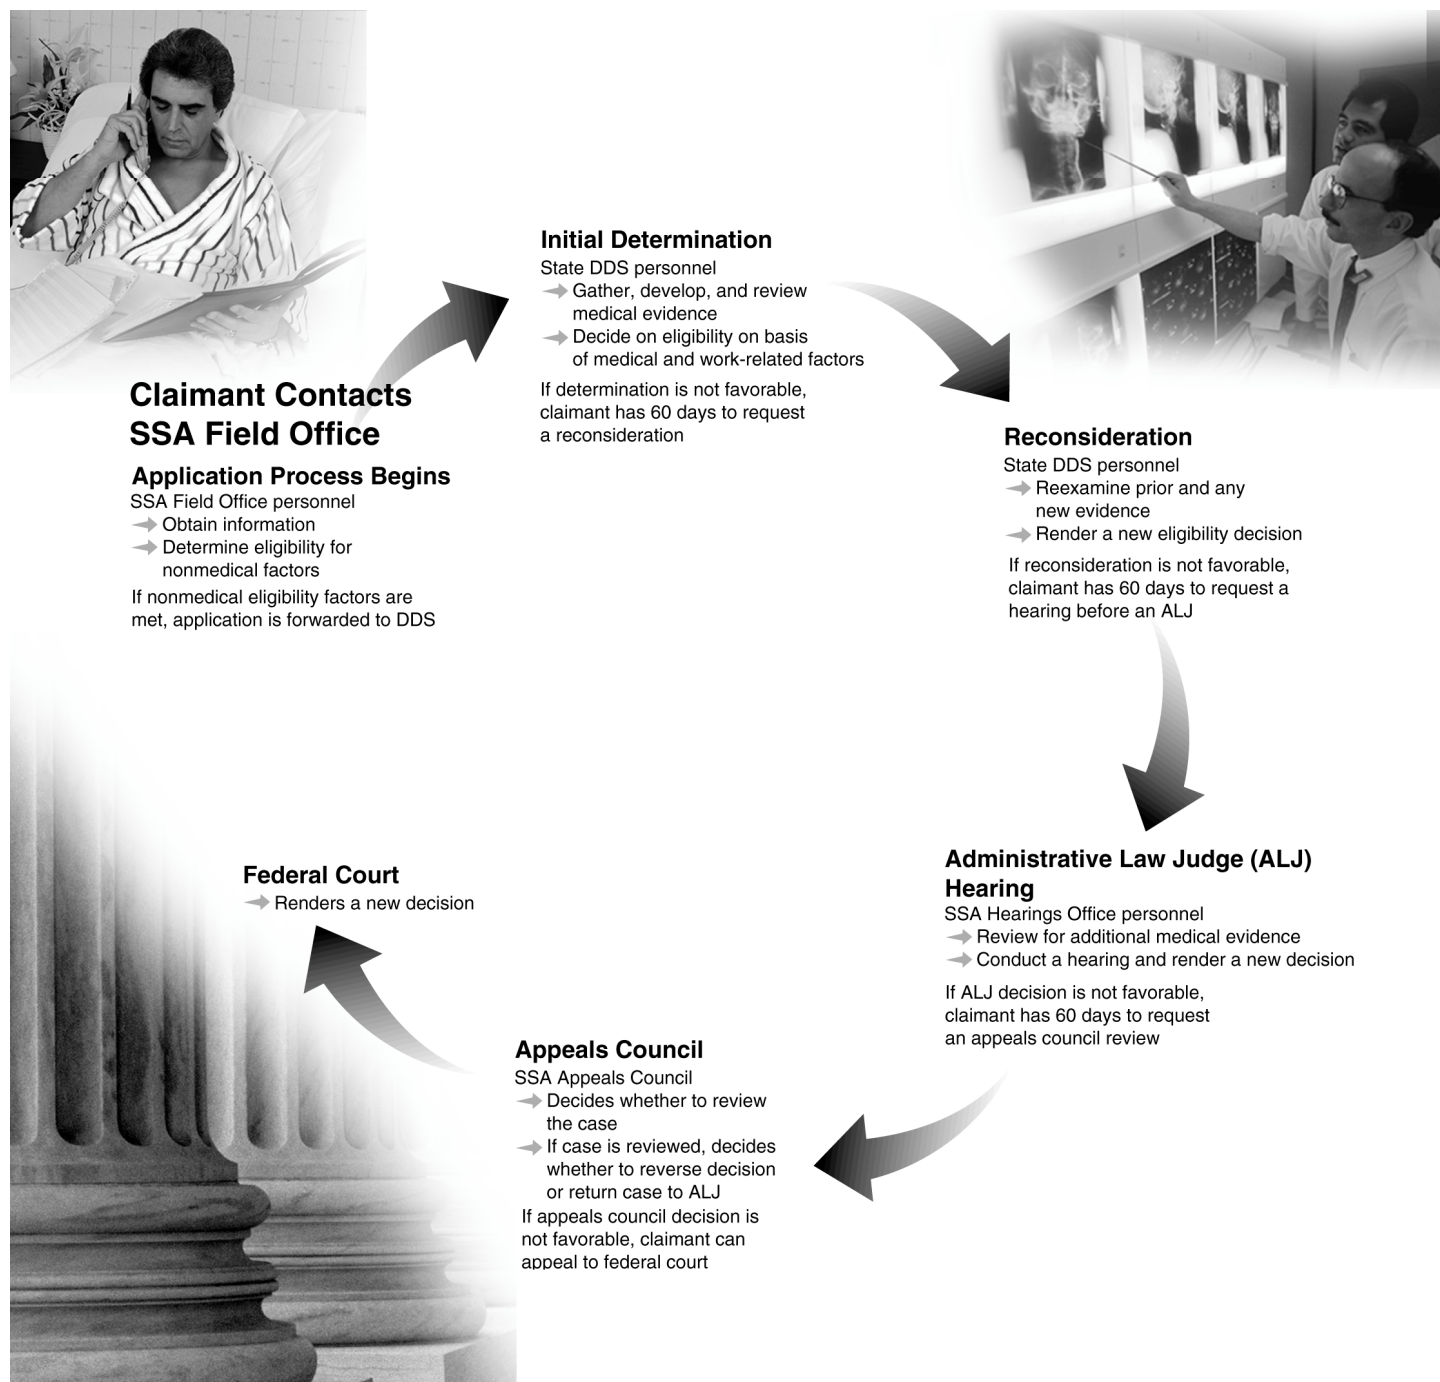 Claimant Contacts
SSA Field Office
Application Process Begins
SSA Field Office personnel
Obtain information
Determine eligibility for
nonmedical factors
If nonmedical eligibility factors are
met, application is forwarded to DDS
Initial Determination
State DDS personnel
Gather, develop, and review
medical evidence
Decide on eligibility on basis
of medical and work-related factors
If determination is not favorable,
claimant has 60 days to request
a reconsideration
Reconsideration
State DDS personnel
Reexamine prior and any
new evidence
Render a new eligibility decision
If reconsideration is not favorable,
claimant has 60 days to request a
hearing before an ALJ
Administrative Law Judge (ALJ)
Hearing
SSA Hearings Office personnel
Review for additional medical evidence
Conduct a hearing and render a new decision
If ALJ decision is not favorable,
claimant has 60 days to request
an appeals council review
Appeals Council
SSA Appeals Council
Decides whether to review
the case
If case is reviewed, decides
whether to reverse decision
or return case to ALJ
If appeals council decision is
not favorable, claimant can
appeal to federal court
Federal Court
Renders a new decision